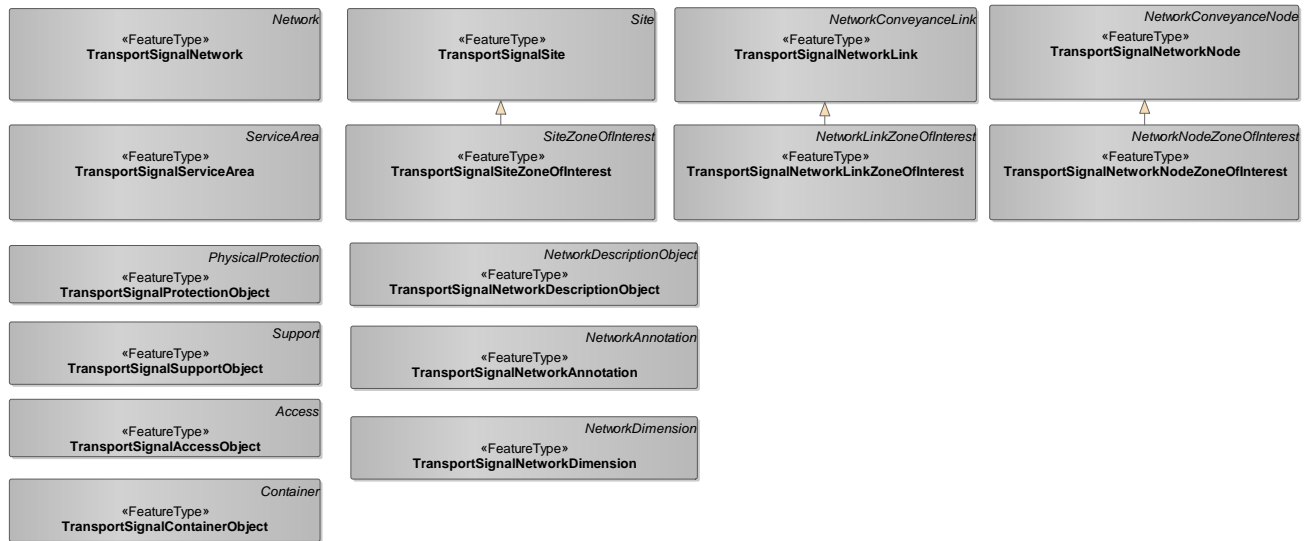 Network
«FeatureType»
TransportSignalNetwork
Site
«FeatureType»
TransportSignalSite
NetworkConveyanceLink
«FeatureType»
TransportSignalNetworkLink
NetworkConveyanceNode
«FeatureType»
TransportSignalNetworkNode
ServiceArea
«FeatureType»
TransportSignalServiceArea
SiteZoneOfInterest
«FeatureType»
TransportSignalSiteZoneOfInterest
NetworkLinkZoneOfInterest
«FeatureType»
TransportSignalNetworkLinkZoneOfInterest
NetworkNodeZoneOfInterest
«FeatureType»
TransportSignalNetworkNodeZoneOfInterest
PhysicalProtection
«FeatureType»
TransportSignalProtectionObject
NetworkDescriptionObject
«FeatureType»
TransportSignalNetworkDescriptionObject
Support
«FeatureType»
TransportSignalSupportObject
NetworkAnnotation
«FeatureType»
TransportSignalNetworkAnnotation
Access
«FeatureType»
TransportSignalAccessObject
NetworkDimension
«FeatureType»
TransportSignalNetworkDimension
Container
«FeatureType»
TransportSignalContainerObject